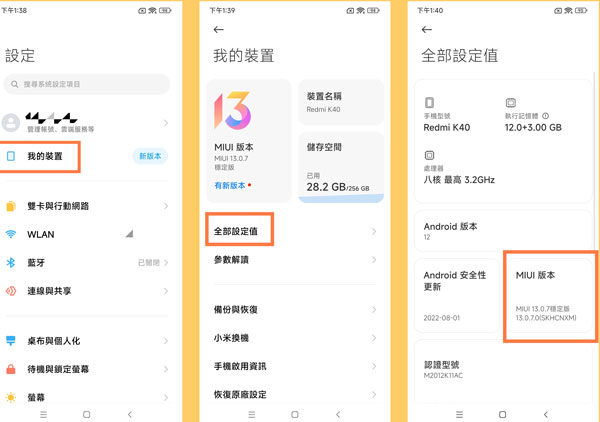 下午1:38
設定
搜尋系統設定項目
管理帳號、雲端服務等
我的裝置
新版本
雙卡與行動網路
WLAN
藍牙
已關閉
連線與共享
桌布與個人化
待機與鎖定螢幕
螢幕
下午1:39
我的裝置
13
MIUI 版本
MIUI 13.0.7
穩定版
有新版本
裝置名稱
Redmi K40
儲存空間
已用
28.2 GB/256 GB
全部設定值
參數解讀
備份與恢復
小米換機
手機啟用資訊
恢復原廠設定
下午1:40
全部設定值
手機型號
Redmi K40
執行記憶體
12.0+3.00 GB
處理器
八核 最高 3.2GHz
Android 版本
12
Android 安全性
更新
2022-08-01
MIUI 版本
MIUI 13.0.7穩定版
13.0.7.0(SKHCNXM)
認證型號
M2012K11AC